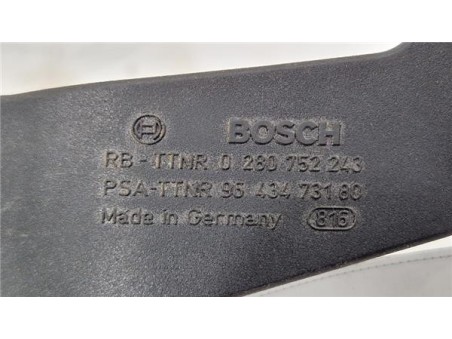 BOSCH
RB-TTNR 0 280 752 243
PSA-TTNR 96 434 731 80
Made in Germany 816